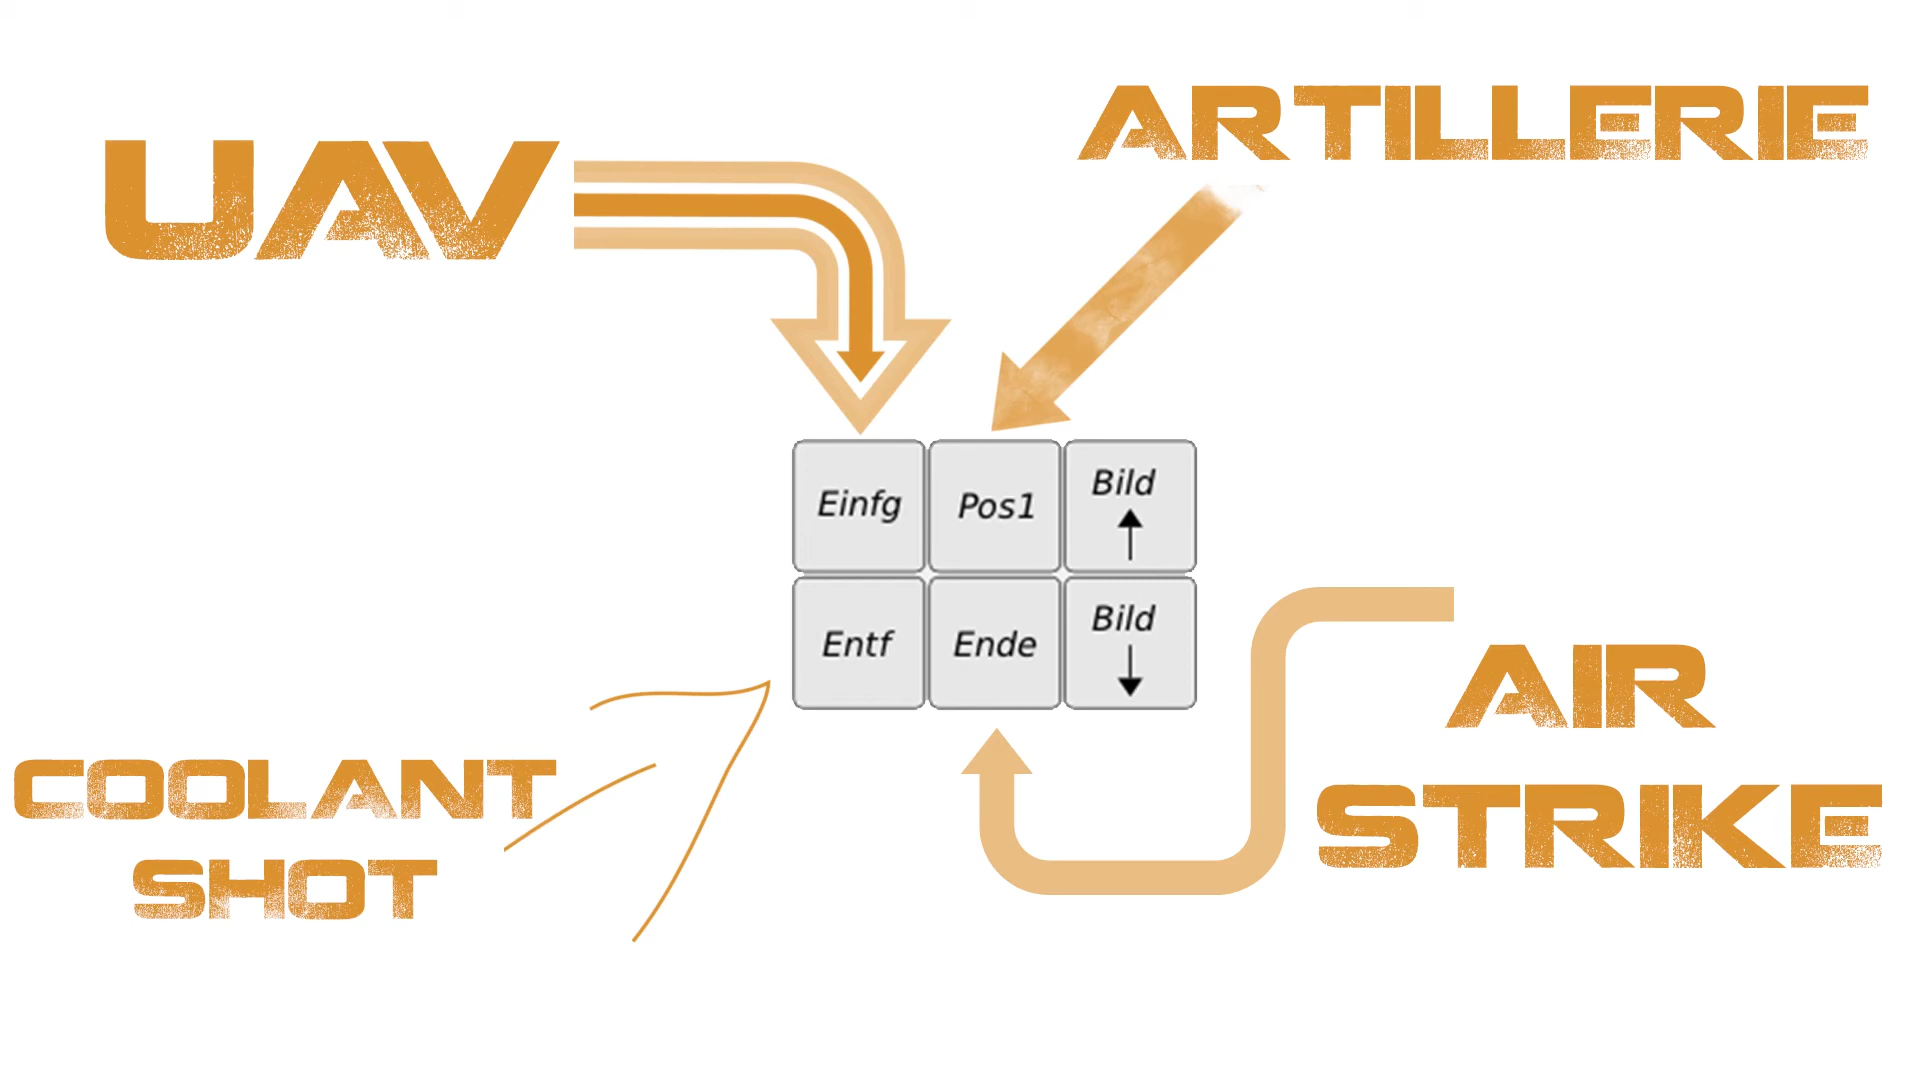 UAV
ARTILLERIE
Einfg
Pos1
Bild
Entf
Ende
Bild
COOLANT
SHOT
AIR
STRIKE